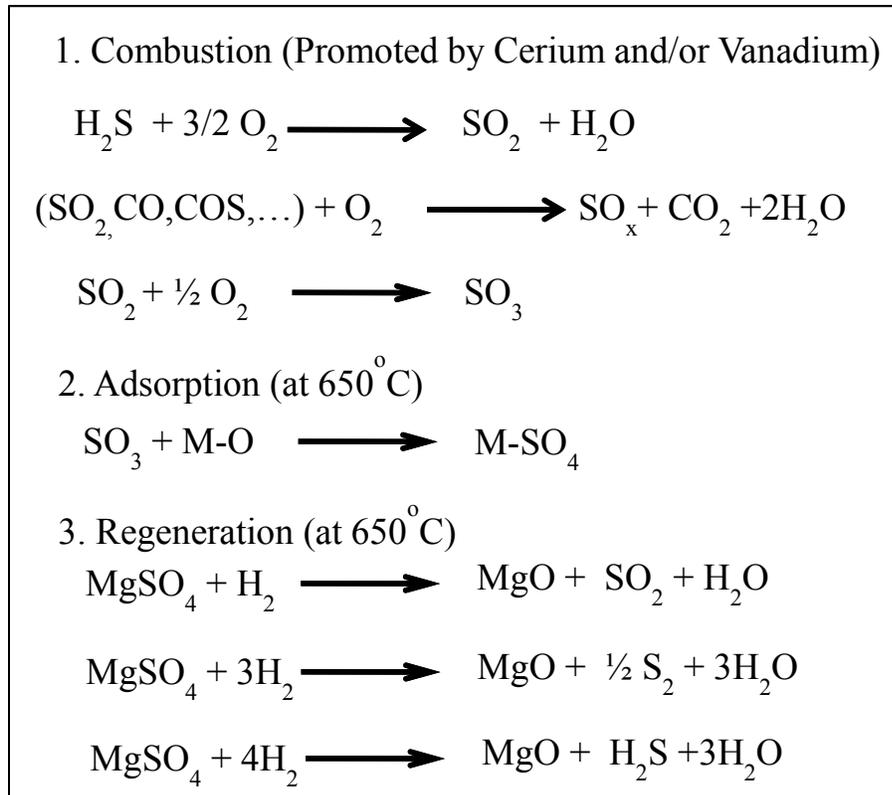 1. Combustion (Promoted by Cerium and/or Vanadium)
H₂S + 3/2 O₂ ⟶ SO₂ + H₂O
(SO₂,CO,COS,…) + O₂ ⟶ SOₓ+ CO₂ +2H₂O
SO₂ + ½ O₂ ⟶ SO₃
2. Adsorption (at 650°C)
SO₃ + M-O ⟶ M-SO₄
3. Regeneration (at 650°C)
MgSO₄ + H₂ ⟶ MgO + SO₂ + H₂O
MgSO₄ + 3H₂ ⟶ MgO + ½ S₂ + 3H₂O
MgSO₄ + 4H₂ ⟶ MgO + H₂S +3H₂O